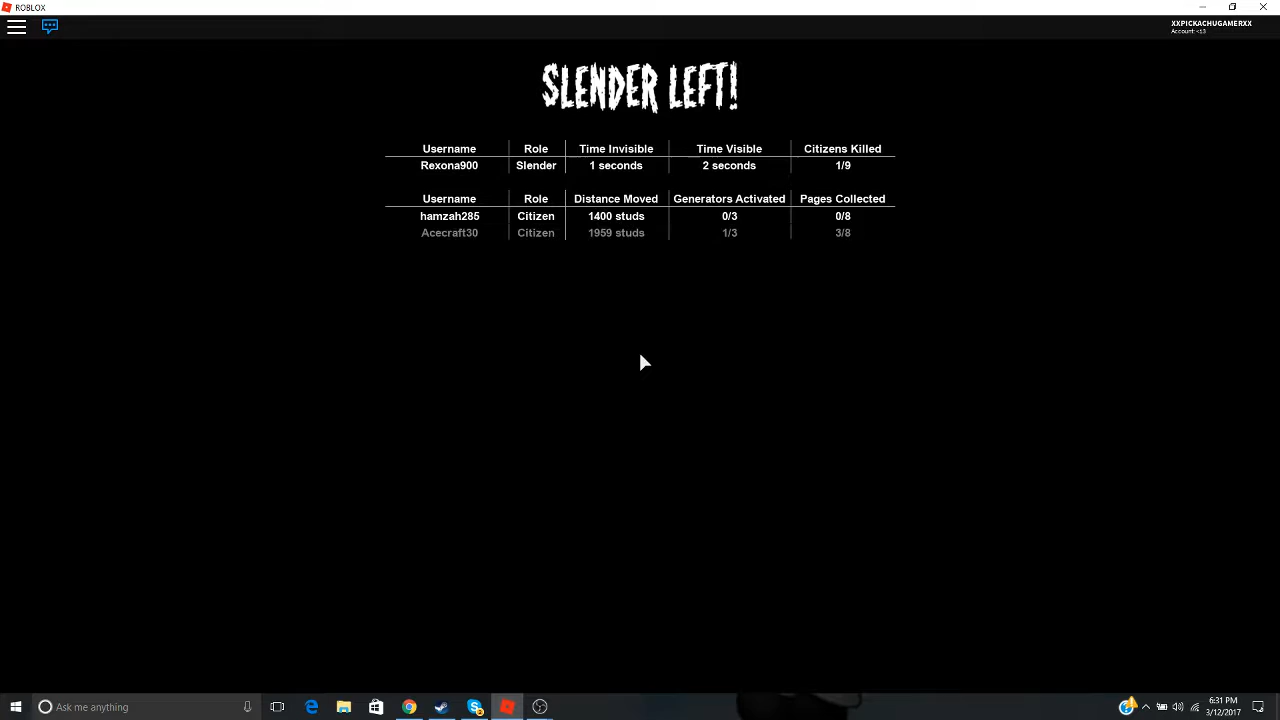 ROBLOX
XXPICKACHUGAMERXX
Account: <13
SLENDER LEFT!
Username Role Time Invisible Time Visible Citizens Killed
Rexona900 Slender 1 seconds 2 seconds 1/9
Username Role Distance Moved Generators Activated Pages Collected
hamzah285 Citizen 1400 studs 0/3 0/8
Acecraft30 Citizen 1959 studs 1/3 3/8
Ask me anything
6:31 PM
3/12/2017